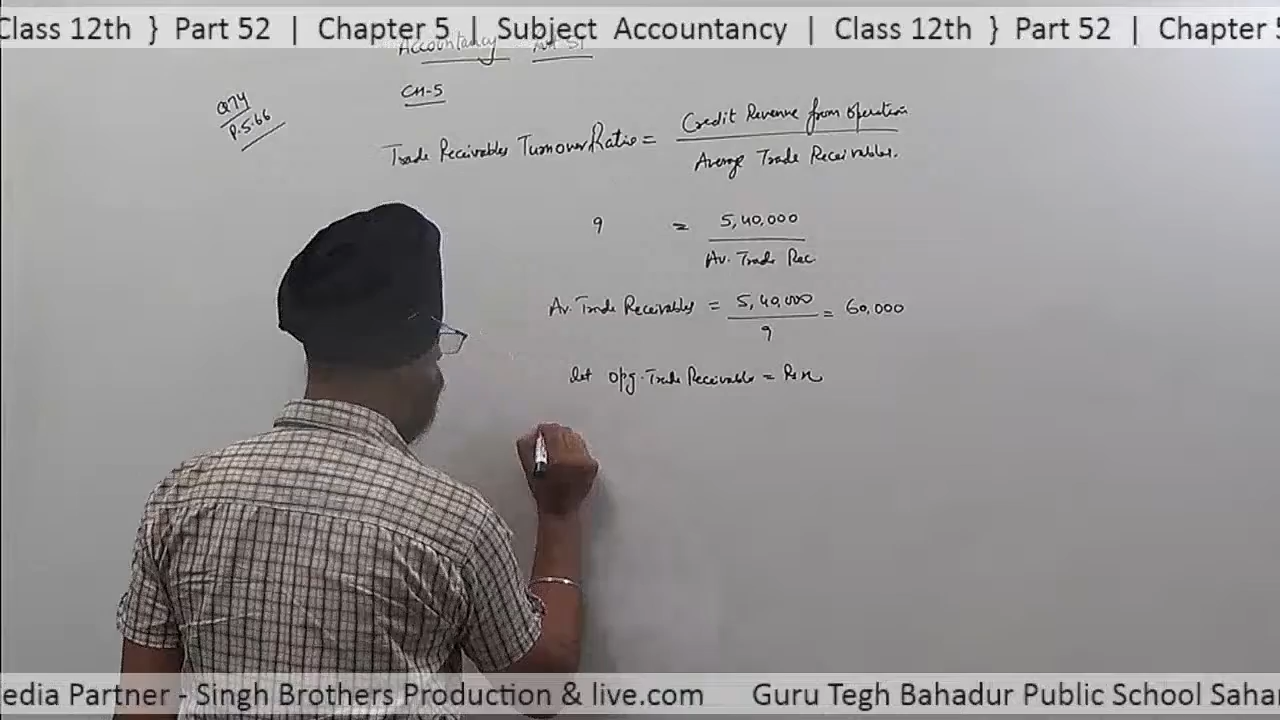 Class 12th } Part 52 | Chapter 5 | Subject Accountancy | Class 12th } Part 52 | Chapter 5
Accountancy
CH-5
Q74
P.5.66
Trade Receivables Turnover Ratio = Credit Revenue from operation
Average Trade Receivables.
9 = 5,40,000
Av. Trade Rec.
Av. Trade Receivables = 5,40,000 = 60,000
9
let opg. Trade Receivable = Rs x
edia Partner - Singh Brothers Production & live.com Guru Tegh Bahadur Public School Saha